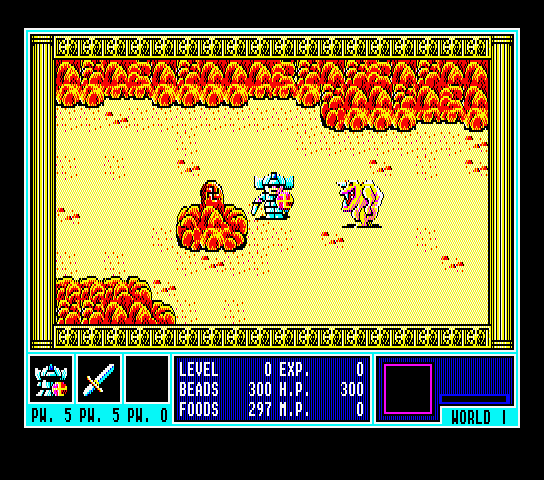 LEVEL 0 EXP. 0
BEADS 300 H.P. 300
FOODS 297 M.P. 0
PW. 5 PW. 5 PW. 0
WORLD 1